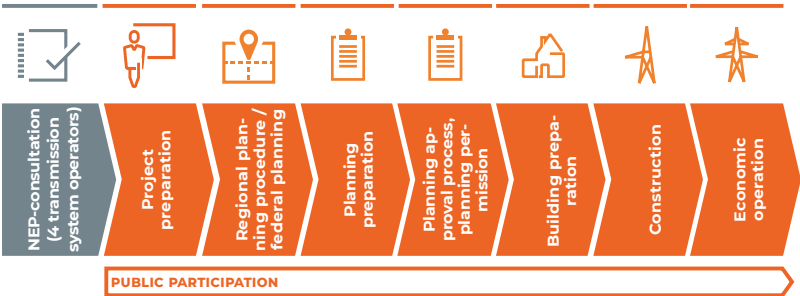 NEP-consultation
(4 transmission
system operators)
Project
preparation
Regional plan-
ning procedure /
federal planning
Planning
preparation
Planning ap-
proval process,
planning per-
mission
Building prepa-
ration
Construction
Economic
operation
PUBLIC PARTICIPATION